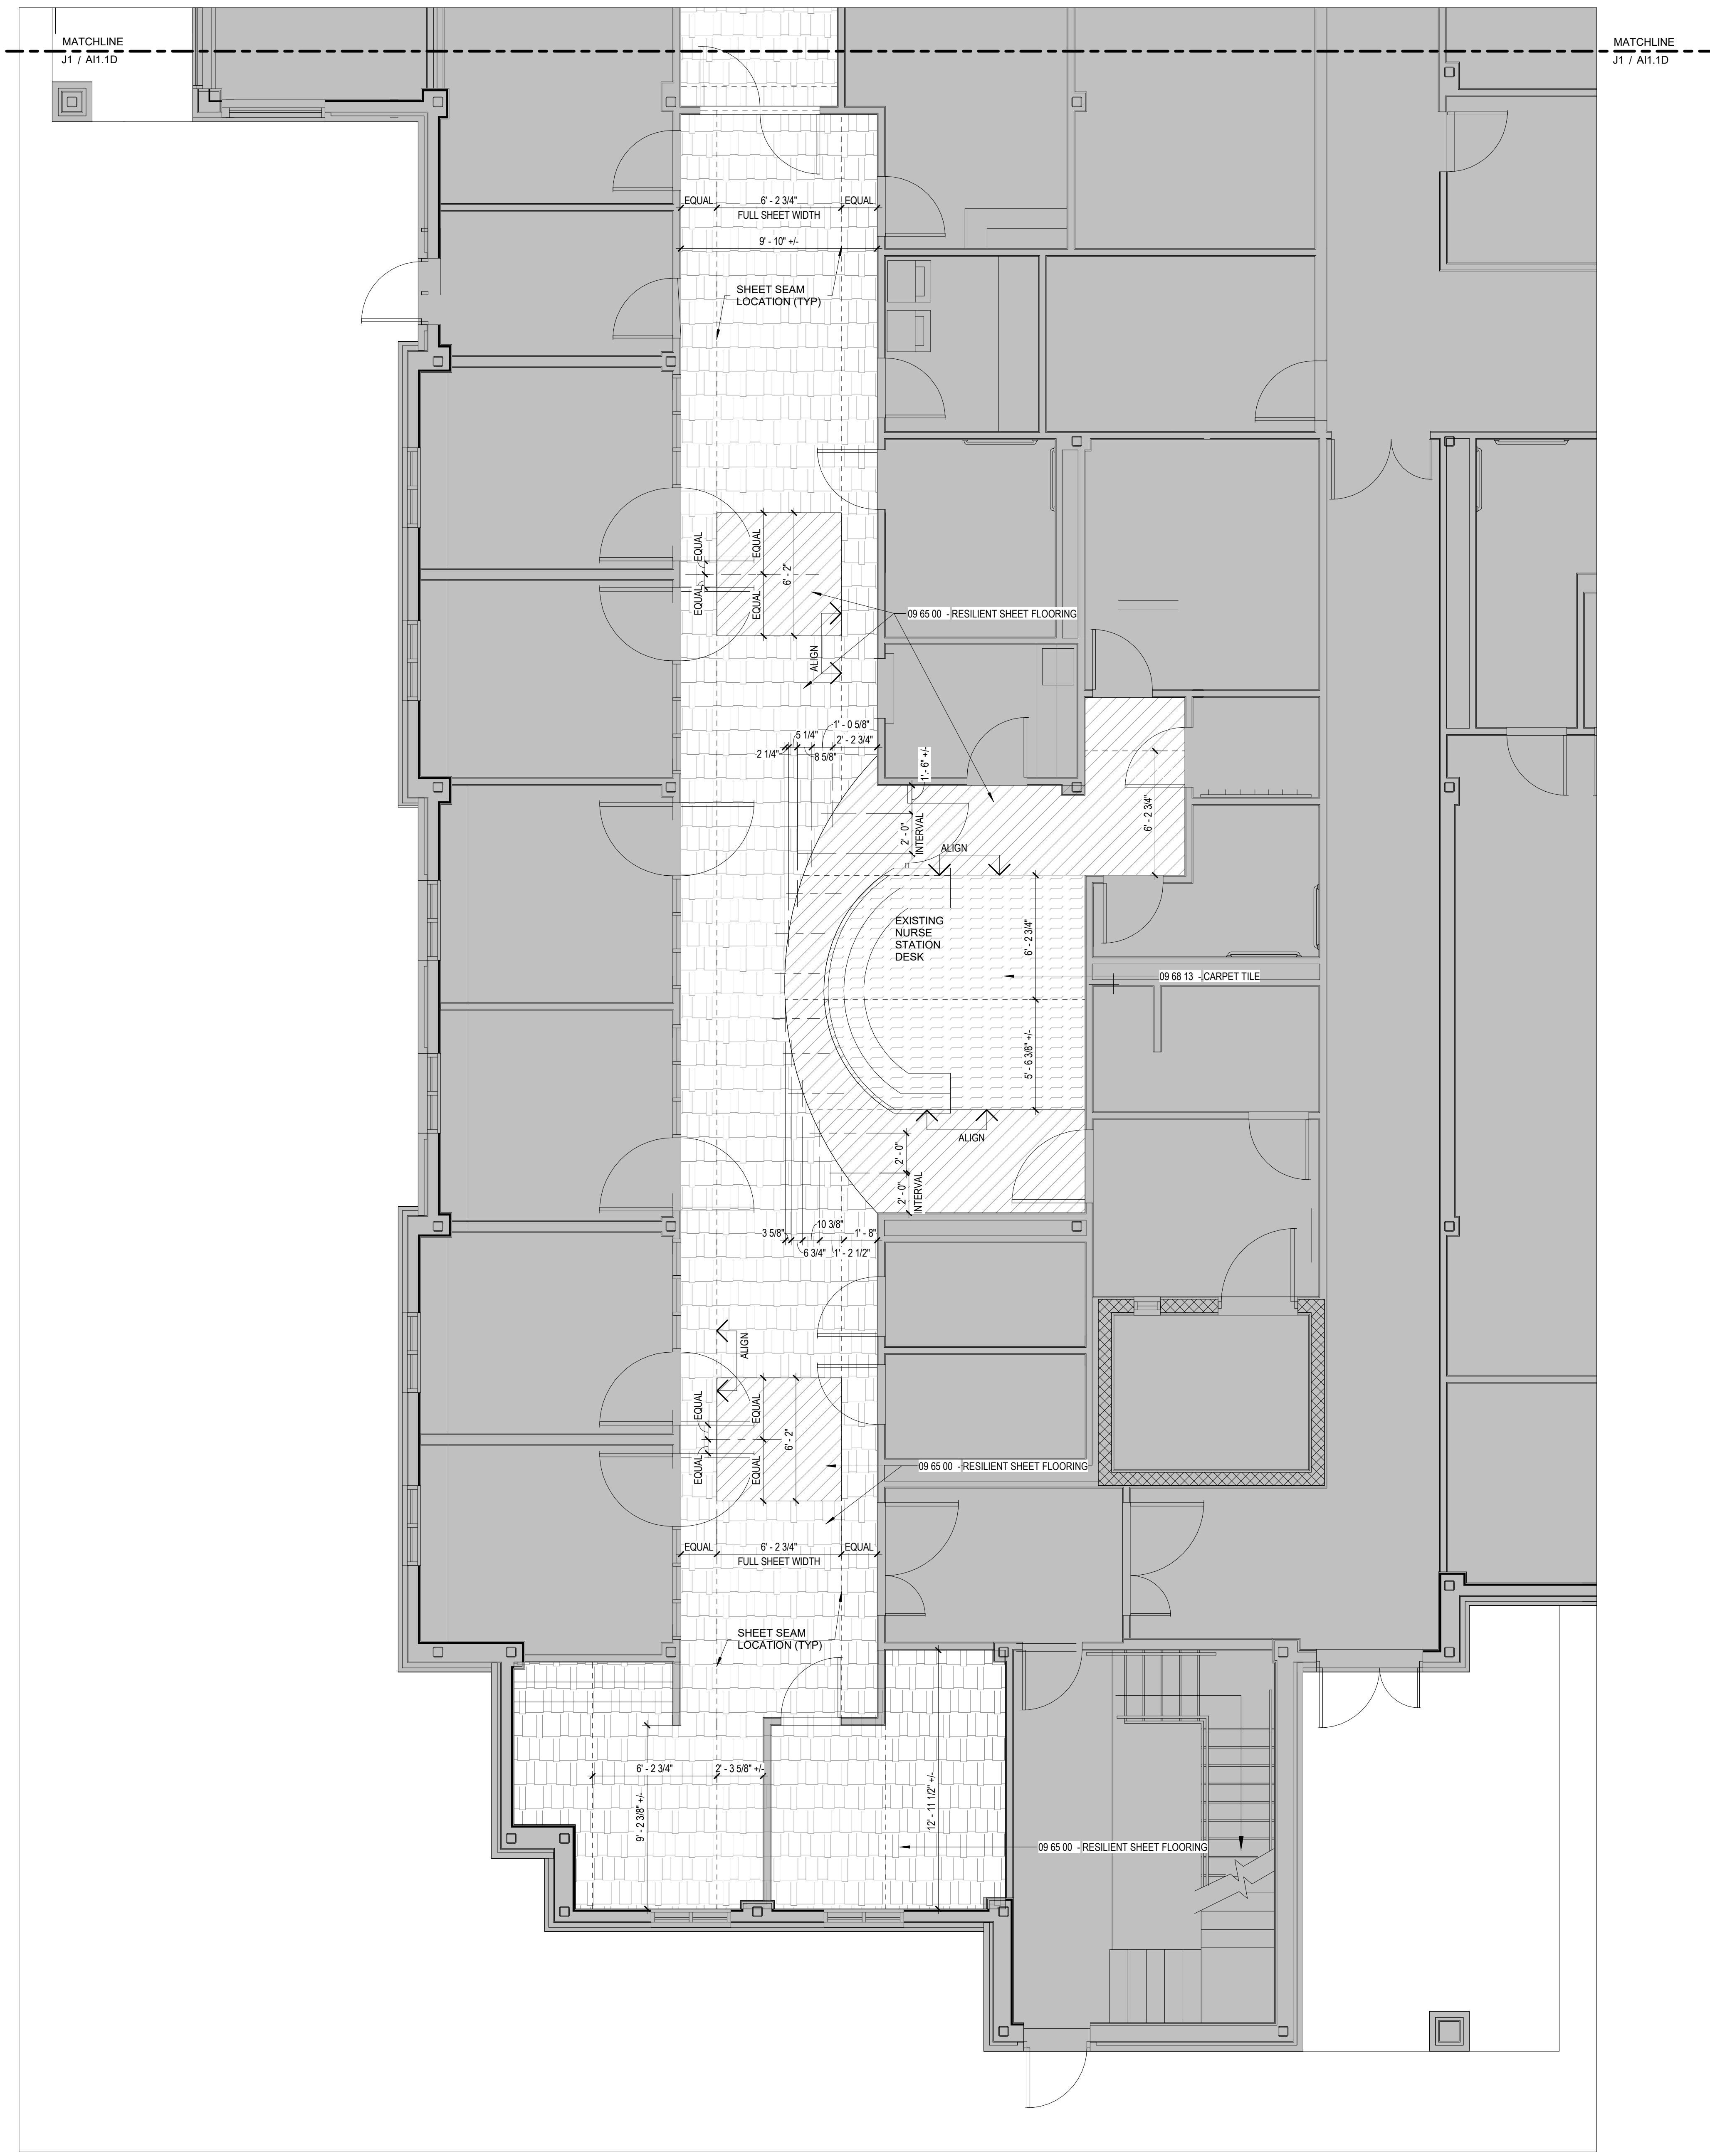 MATCHLINE
J1 / AI1.1D
MATCHLINE
J1 / AI1.1D
EQUAL
6' - 2 3/4"
EQUAL
FULL SHEET WIDTH
9' - 10" +/-
SHEET SEAM
LOCATION (TYP)
EQUAL
EQUAL
EQUAL
EQUAL
6' - 2"
09 65 00 - RESILIENT SHEET FLOORING
ALIGN
1' - 0 5/8"
5 1/4"
2' - 2 3/4"
2 1/4"
8 5/8"
1' - 6" +/-
2' - 0"
INTERVAL
6' - 2 3/4"
ALIGN
EXISTING
NURSE
STATION
DESK
6' - 2 3/4"
09 68 13 - CARPET TILE
5' - 6 3/8" +/-
ALIGN
2' - 0"
2' - 0"
INTERVAL
10 3/8"
3 5/8"
1' - 8"
6 3/4"
1' - 2 1/2"
ALIGN
EQUAL
EQUAL
EQUAL
EQUAL
6' - 2"
09 65 00 - RESILIENT SHEET FLOORING
EQUAL
6' - 2 3/4"
EQUAL
FULL SHEET WIDTH
SHEET SEAM
LOCATION (TYP)
6' - 2 3/4"
2' - 3 5/8" +/-
9' - 2 3/8" +/-
12' - 11 1/2" +/-
09 65 00 - RESILIENT SHEET FLOORING